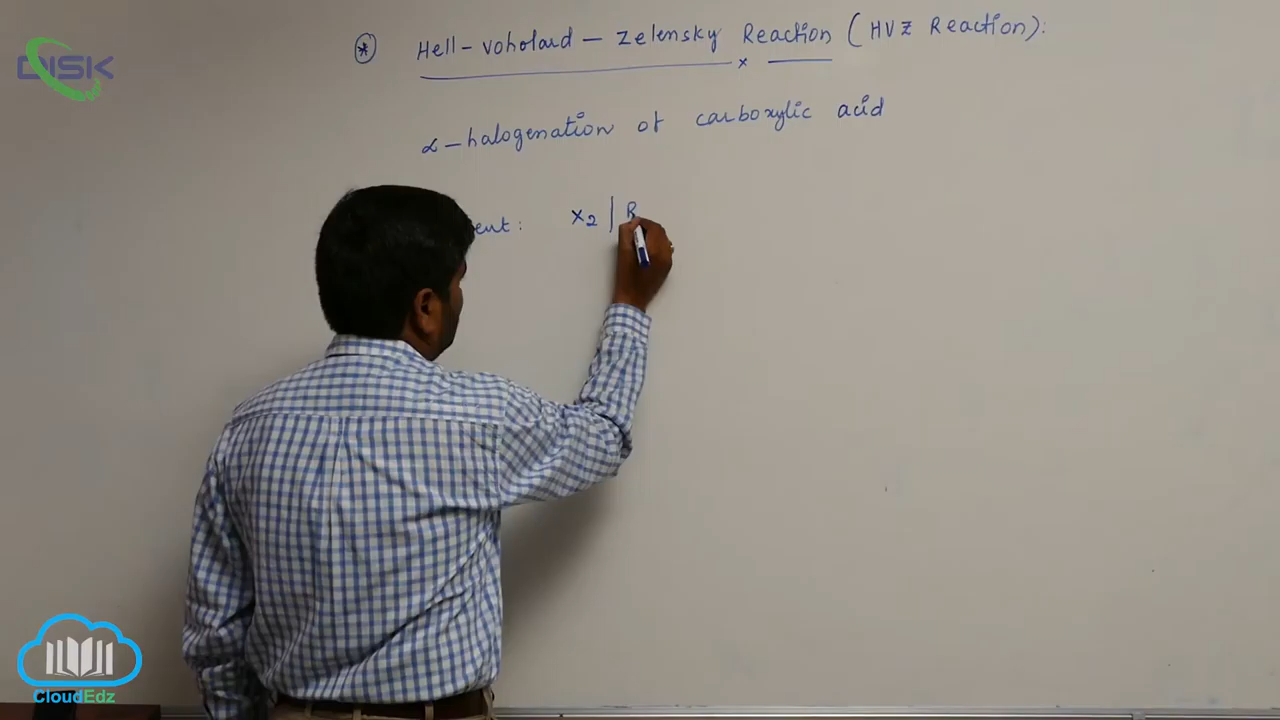 DISK
* Hell-Voholard - Zelensky Reaction (HVZ Reaction):
x
α-halogenation of carboxylic acid
ent: X2 |
CloudEdz